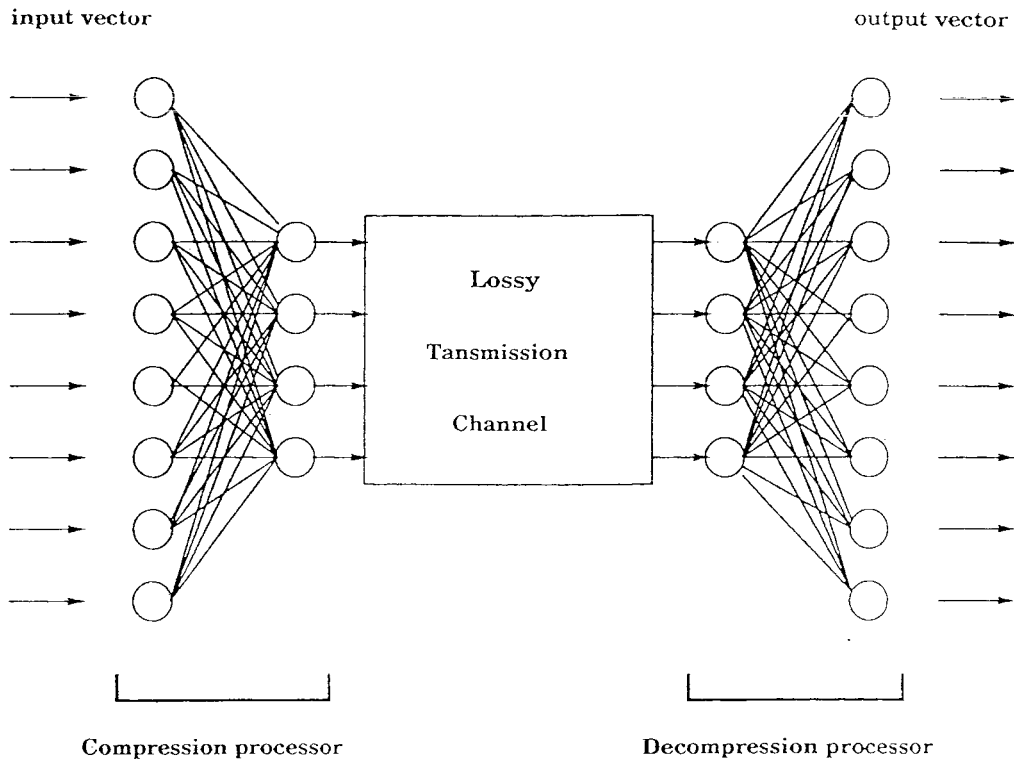 input vector
output vector
Lossy
Tansmission
Channel
Compression processor
Decompression processor